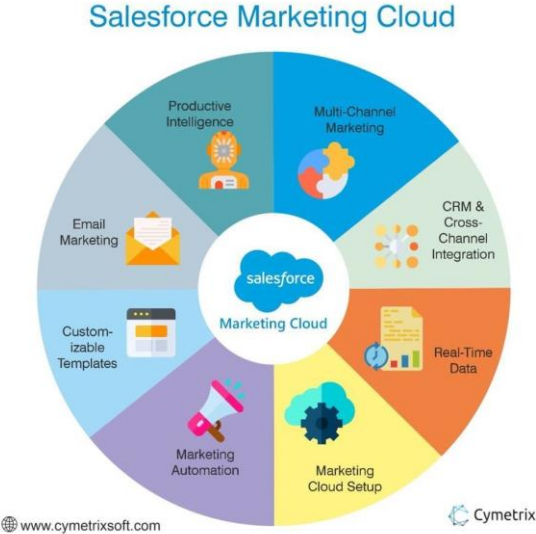 Salesforce Marketing Cloud
Productive
Intelligence
Multi-Channel
Marketing
CRM &
Cross-
Channel
Integration
Real-Time
Data
Marketing
Cloud Setup
Marketing
Automation
Custom-
izable
Templates
Email
Marketing
salesforce
Marketing Cloud
www.cymetrixsoft.com
Cymetrix